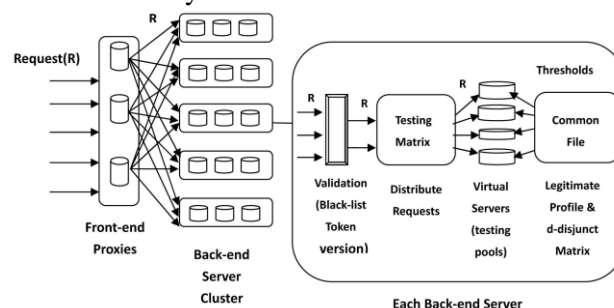 y
R
Request(R)
Front-end
Proxies
Back-end
Server
Cluster
R
R
R
Thresholds
Testing
Matrix
Common
File
Validation
(Black-list
Token
version)
Distribute
Requests
Virtual
Servers
(testing
pools)
Legitimate
Profile &
d-disjunct
Matrix
Each Back-end Server